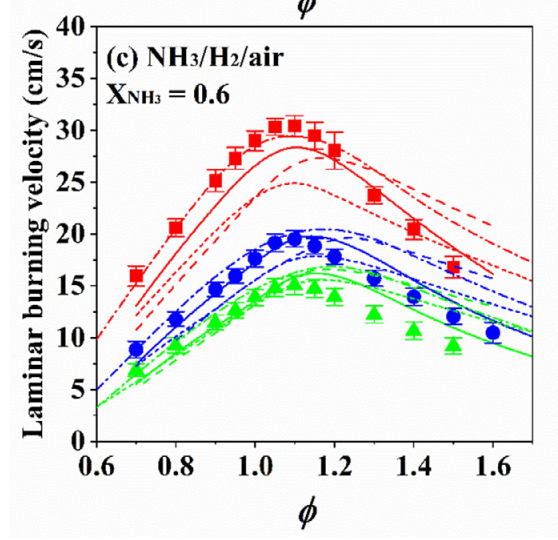 ϕ
40
35
30
25
20
15
10
5
0
Laminar burning velocity (cm/s)
(c) NH3/H2/air
XNH3 = 0.6
0.6 0.8 1.0 1.2 1.4 1.6
ϕ